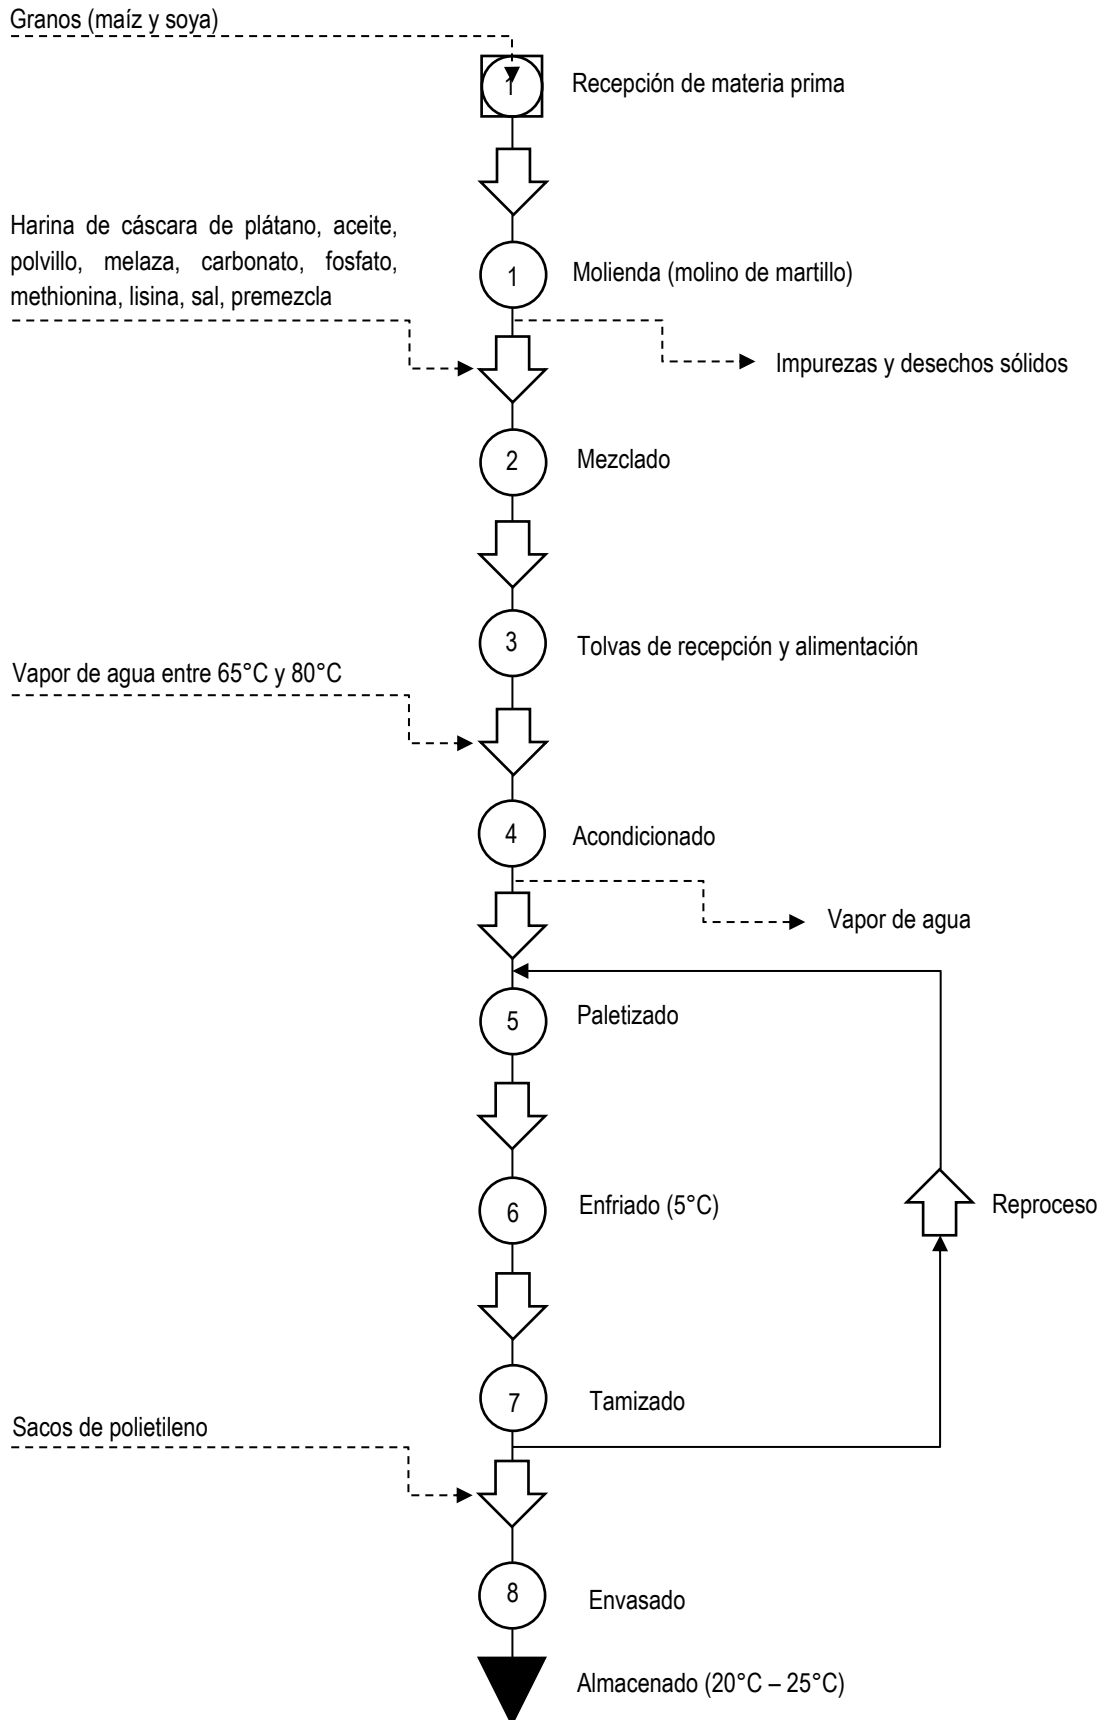 Granos (maíz y soya)
1
Recepción de materia prima
Harina de cáscara de plátano, aceite,
polvillo, melaza, carbonato, fosfato,
methionina, lisina, sal, premezcla
1
Molienda (molino de martillo)
Impurezas y desechos sólidos
2
Mezclado
3
Tolvas de recepción y alimentación
Vapor de agua entre 65°C y 80°C
4
Acondicionado
Vapor de agua
5
Paletizado
6
Enfriado (5°C)
Reproceso
7
Tamizado
Sacos de polietileno
8
Envasado
Almacenado (20°C – 25°C)